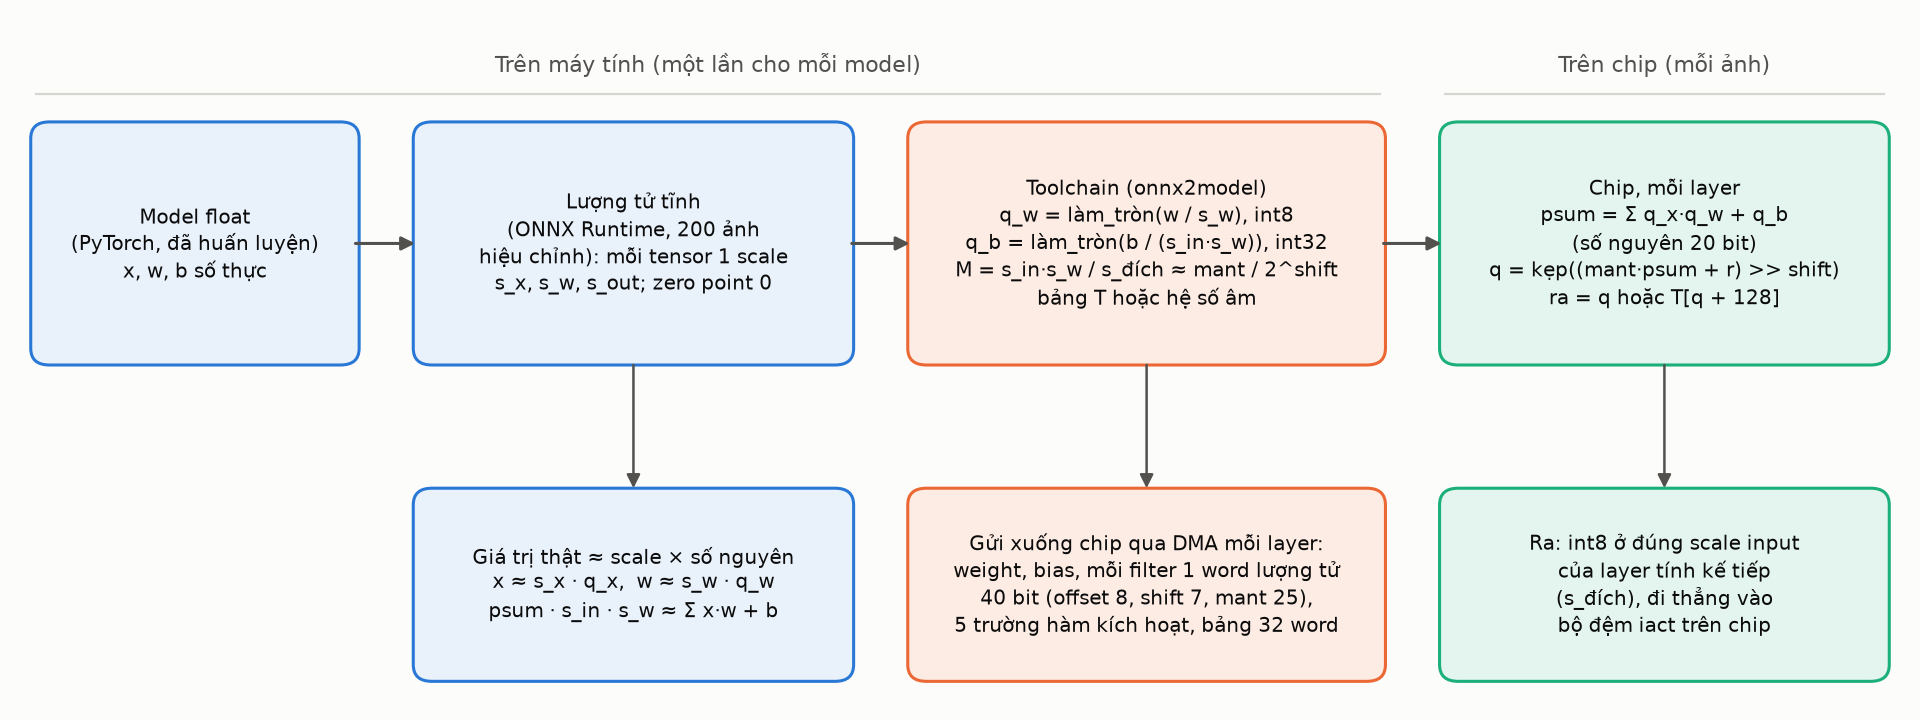 Trên máy tính (một lần cho mỗi model)
Trên chip (mỗi ảnh)
Model float
(PyTorch, đã huấn luyện)
x, w, b số thực
Lượng tử tĩnh
(ONNX Runtime, 200 ảnh
hiệu chỉnh): mỗi tensor 1 scale
s_x, s_w, s_out; zero point 0
Toolchain (onnx2model)
q_w = làm_tròn(w / s_w), int8
q_b = làm_tròn(b / (s_in·s_w)), int32
M = s_in·s_w / s_đích ≈ mant / 2^shift
bảng T hoặc hệ số âm
Chip, mỗi layer
psum = Σ q_x·q_w + q_b
(số nguyên 20 bit)
q = kẹp((mant·psum + r) >> shift)
ra = q hoặc T[q + 128]
Giá trị thật ≈ scale × số nguyên
x ≈ s_x · q_x, w ≈ s_w · q_w
psum · s_in · s_w ≈ Σ x·w + b
Gửi xuống chip qua DMA mỗi layer:
weight, bias, mỗi filter 1 word lượng tử
40 bit (offset 8, shift 7, mant 25),
5 trường hàm kích hoạt, bảng 32 word
Ra: int8 ở đúng scale input
của layer tính kế tiếp
(s_đích), đi thẳng vào
bộ đệm iact trên chip